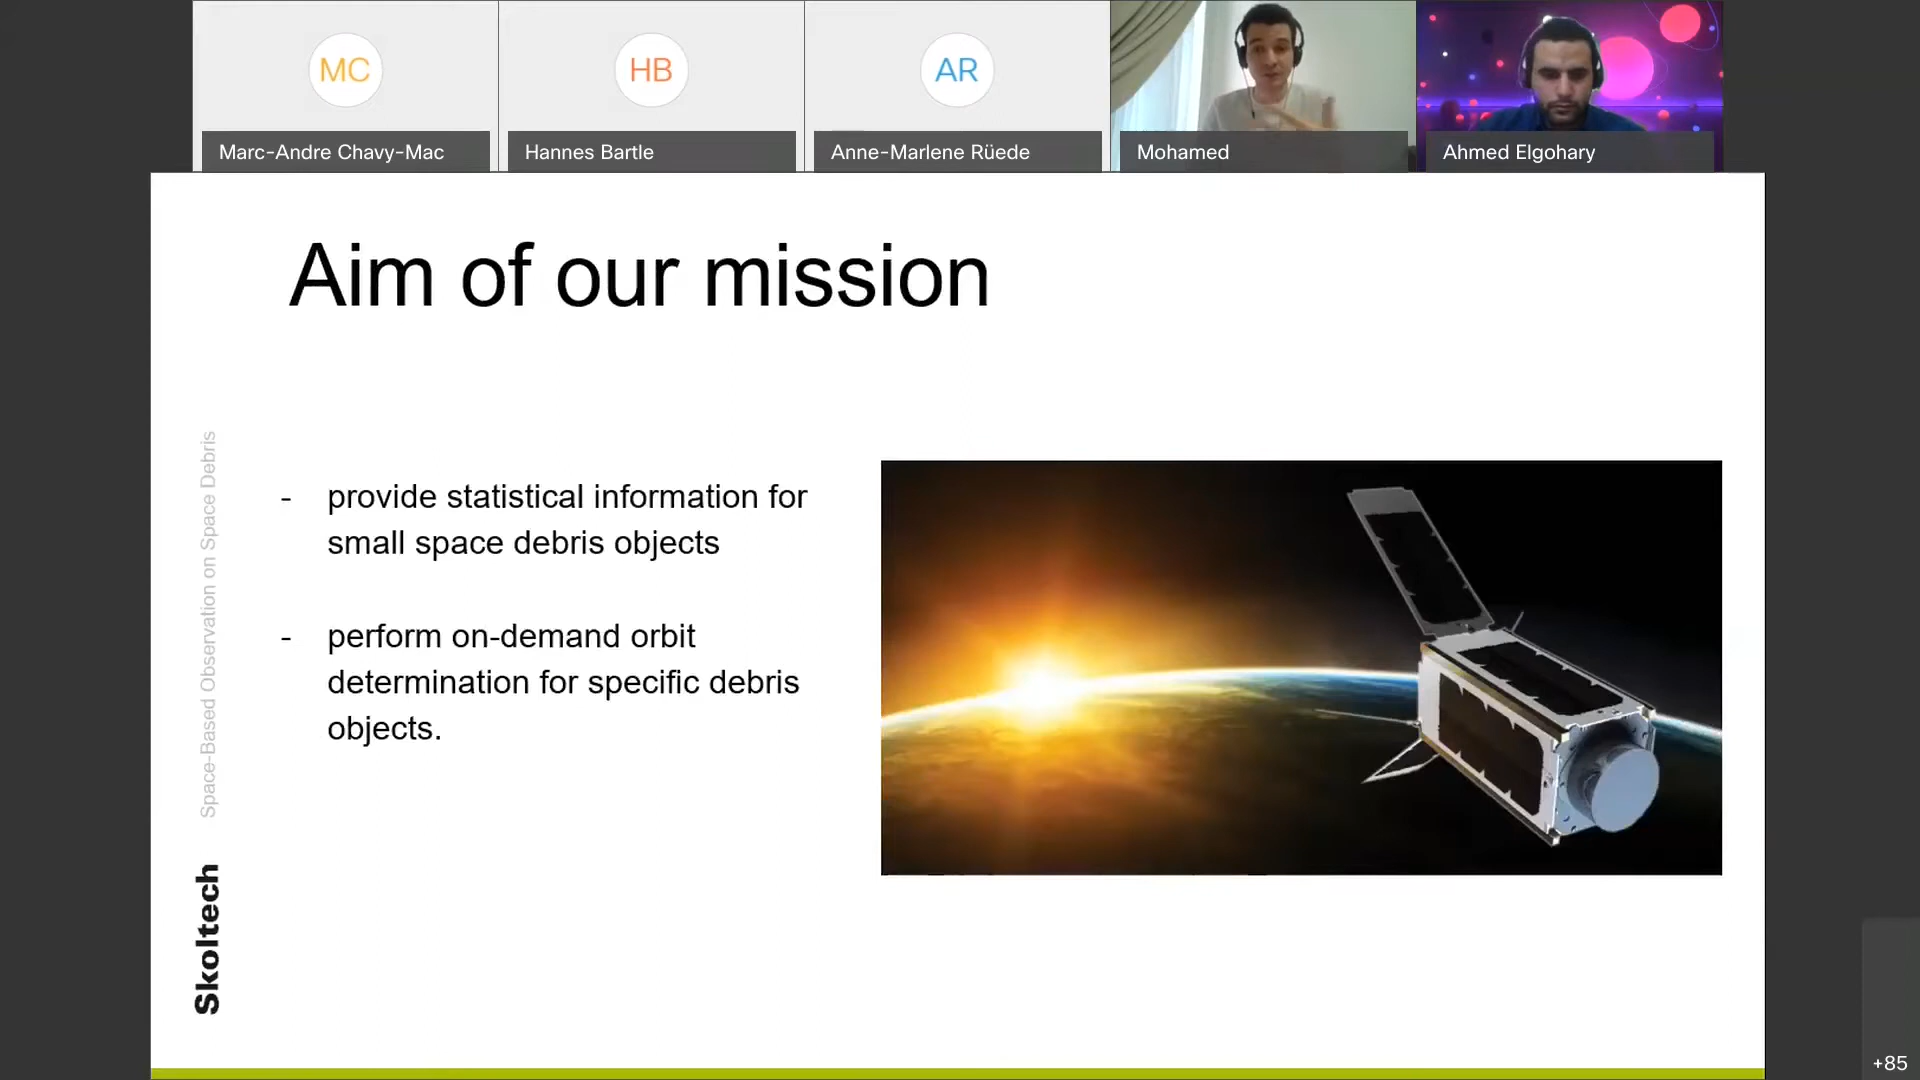 MC
HB
AR
Marc-Andre Chavy-Mac
Hannes Bartle
Anne-Marlene Rüede
Mohamed
Ahmed Elgohary
Aim of our mission
- provide statistical information for
small space debris objects
- perform on-demand orbit
determination for specific debris
objects.
Space-Based Observation on Space Debris
Skoltech
+85